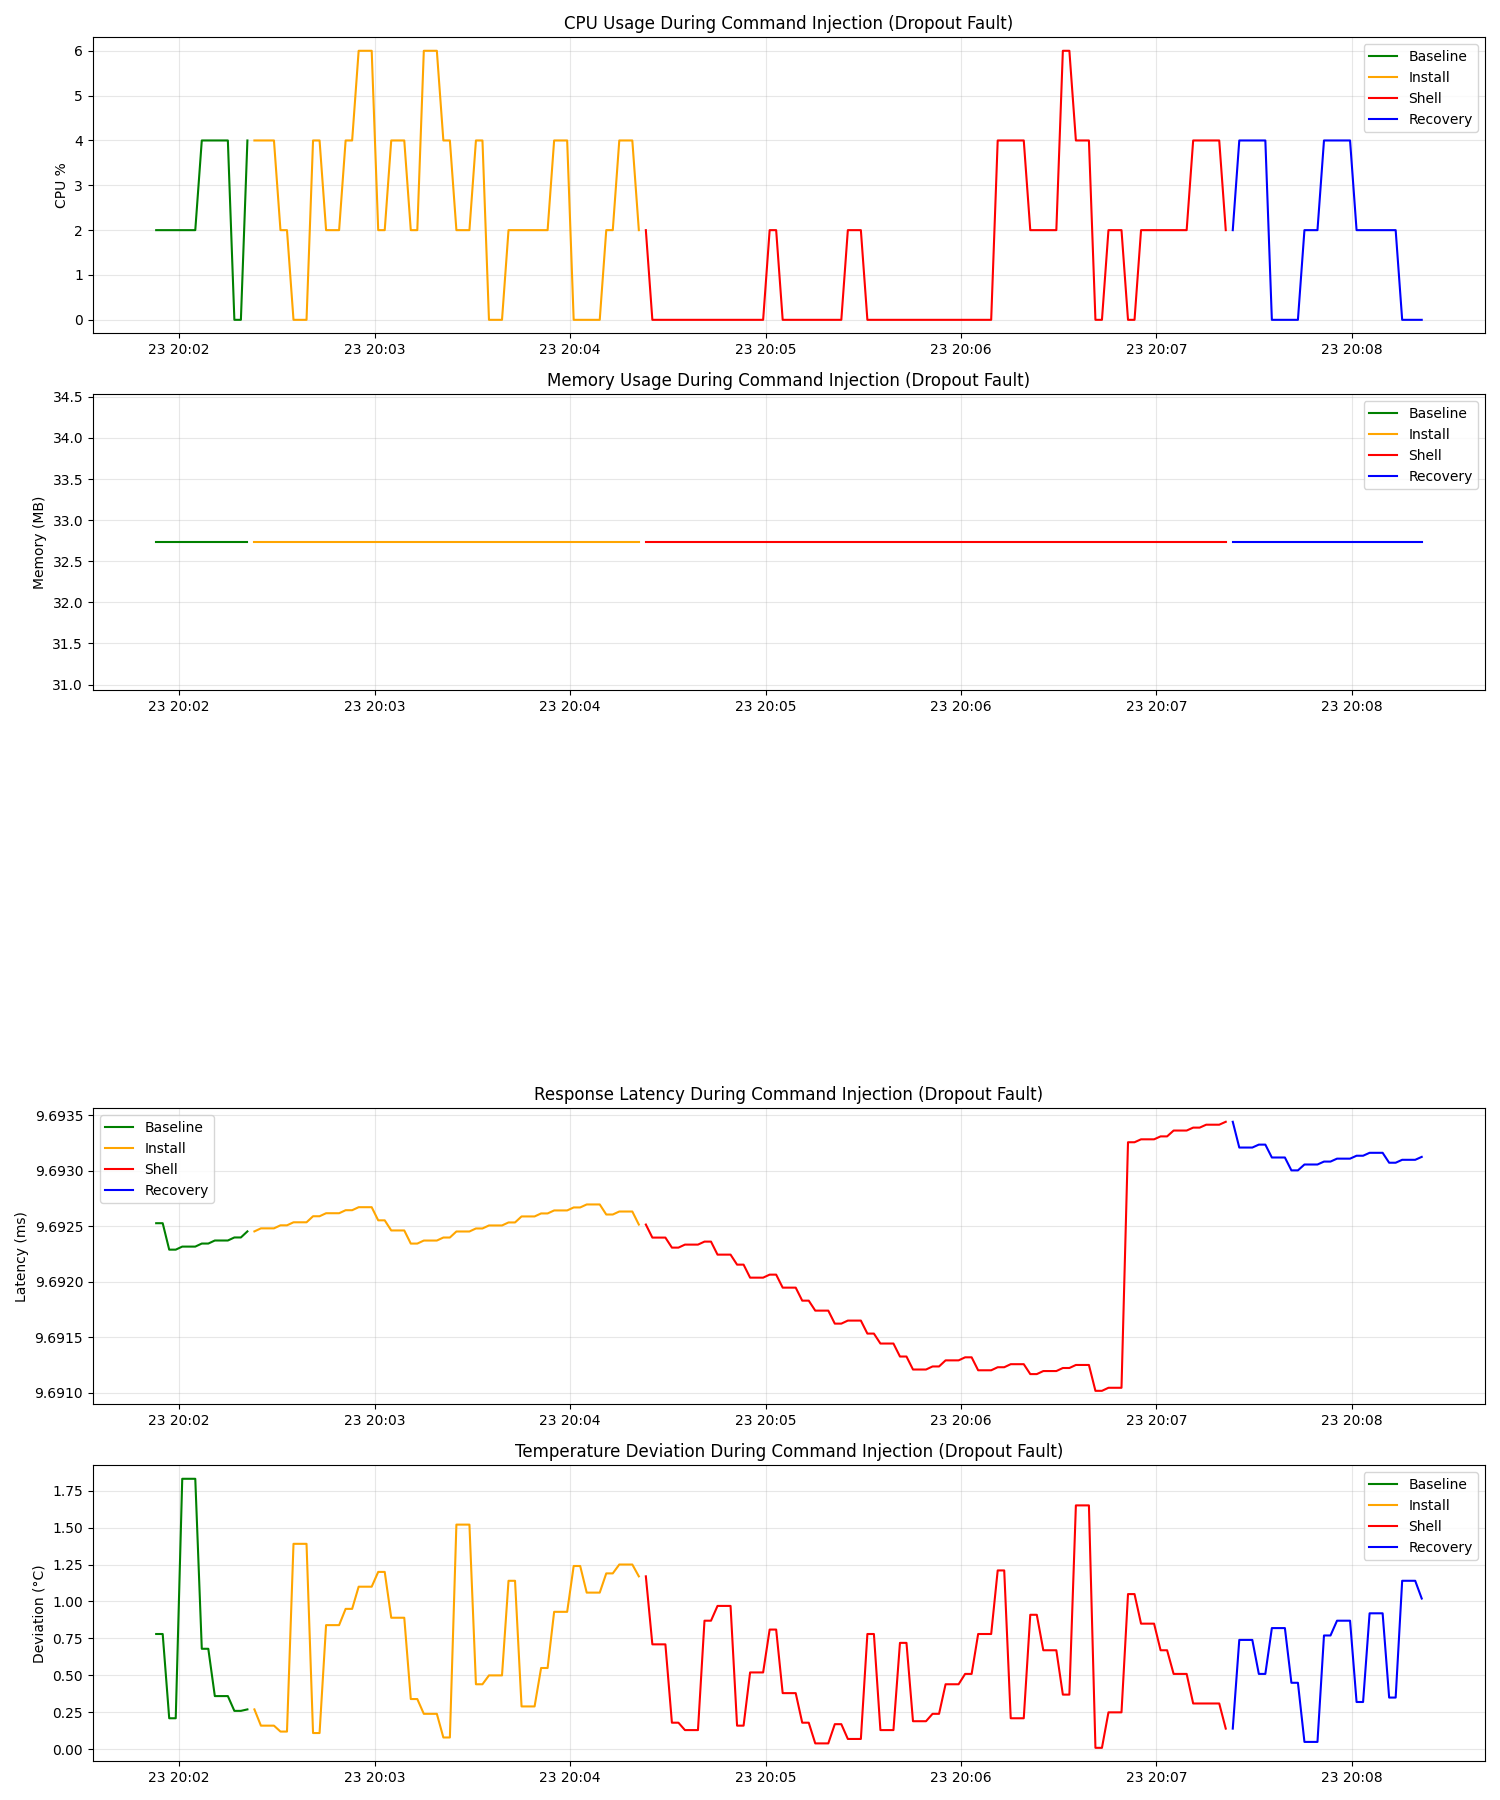 CPU Usage During Command Injection (Dropout Fault)
CPU %
6
5
4
3
2
1
0
Baseline
Install
Shell
Recovery
23 20:02
23 20:03
23 20:04
23 20:05
23 20:06
23 20:07
23 20:08
Memory Usage During Command Injection (Dropout Fault)
Memory (MB)
34.5
34.0
33.5
33.0
32.5
32.0
31.5
31.0
Baseline
Install
Shell
Recovery
23 20:02
23 20:03
23 20:04
23 20:05
23 20:06
23 20:07
23 20:08
Response Latency During Command Injection (Dropout Fault)
Latency (ms)
9.6935
9.6930
9.6925
9.6920
9.6915
9.6910
Baseline
Install
Shell
Recovery
23 20:02
23 20:03
23 20:04
23 20:05
23 20:06
23 20:07
23 20:08
Temperature Deviation During Command Injection (Dropout Fault)
Deviation (°C)
1.75
1.50
1.25
1.00
0.75
0.50
0.25
0.00
Baseline
Install
Shell
Recovery
23 20:02
23 20:03
23 20:04
23 20:05
23 20:06
23 20:07
23 20:08